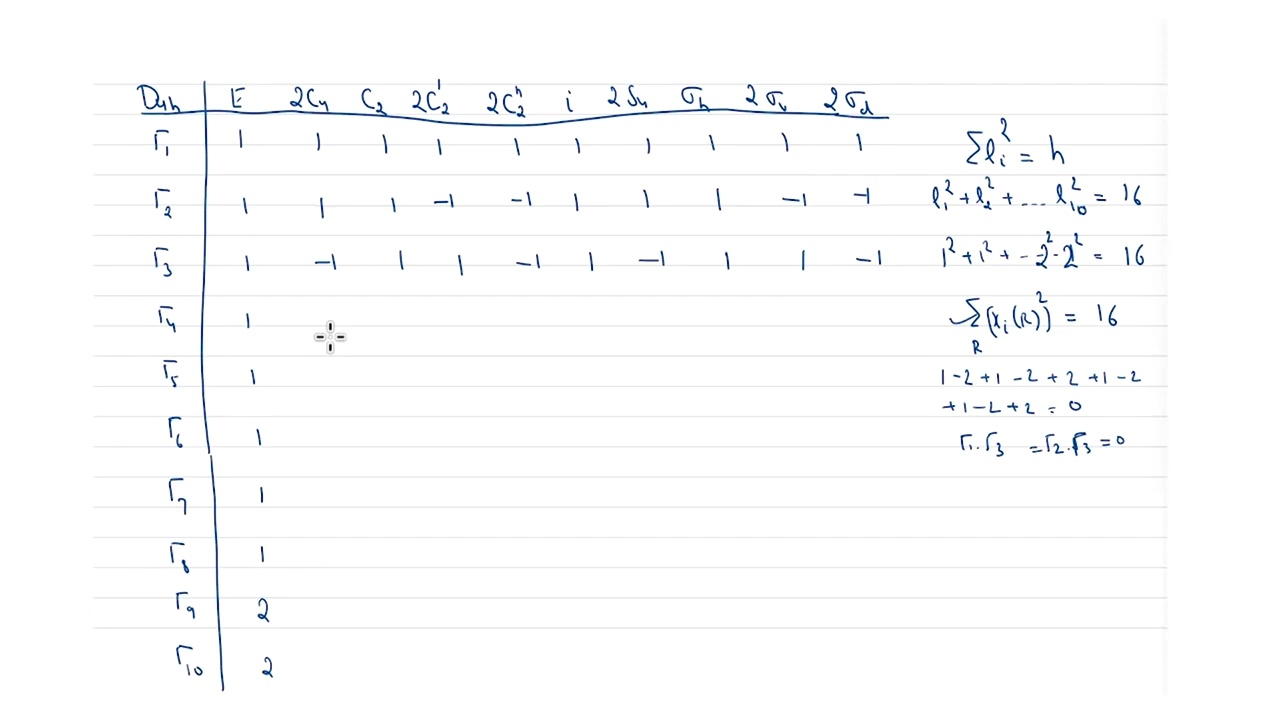 D4h E 2C4 C2 2C2' 2C2" i 2S4 σh 2σv 2σd
Γ1 1 1 1 1 1 1 1 1 1 1
Γ2 1 1 1 -1 -1 1 1 1 -1 -1
Γ3 1 -1 1 1 -1 1 -1 1 1 -1
Γ4 1
Γ5 1
Γ6 1
Γ7 1
Γ8 1
Γ9 2
Γ10 2
Σli² = h
l1² + l2² + .... l10² = 16
1² + 1² + - 2² - 2² = 16
Σ(χi(R))² = 16
R
1 - 2 + 1 - 2 + 2 + 1 - 2
+ 1 - 2 + 2 = 0
Γ1.Γ3 = Γ2.Γ3 = 0